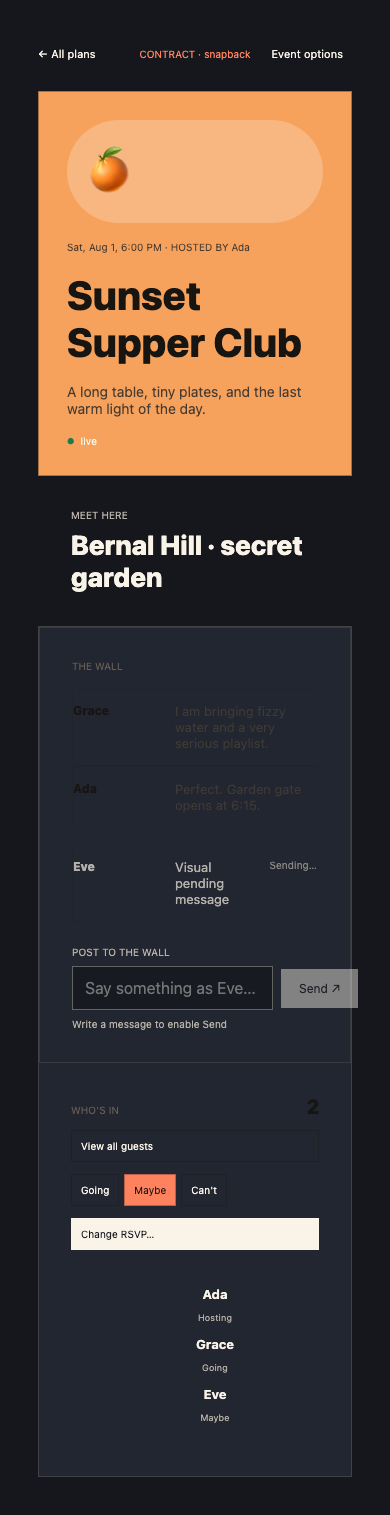 ← All plans
CONTRACT · snapback
Event options
Sat, Aug 1, 6:00 PM · HOSTED BY Ada
Sunset
Supper Club
A long table, tiny plates, and the last
warm light of the day.
live
MEET HERE
Bernal Hill · secret
garden
THE WALL
Grace
I am bringing fizzy
water and a very
serious playlist.
Ada
Perfect. Garden gate
opens at 6:15.
Eve
Visual
pending
message
Sending...
POST TO THE WALL
Say something as Eve...
Send ↗
Write a message to enable Send
WHO'S IN
2
View all guests
Going
Maybe
Can't
Change RSVP...
Ada
Hosting
Grace
Going
Eve
Maybe